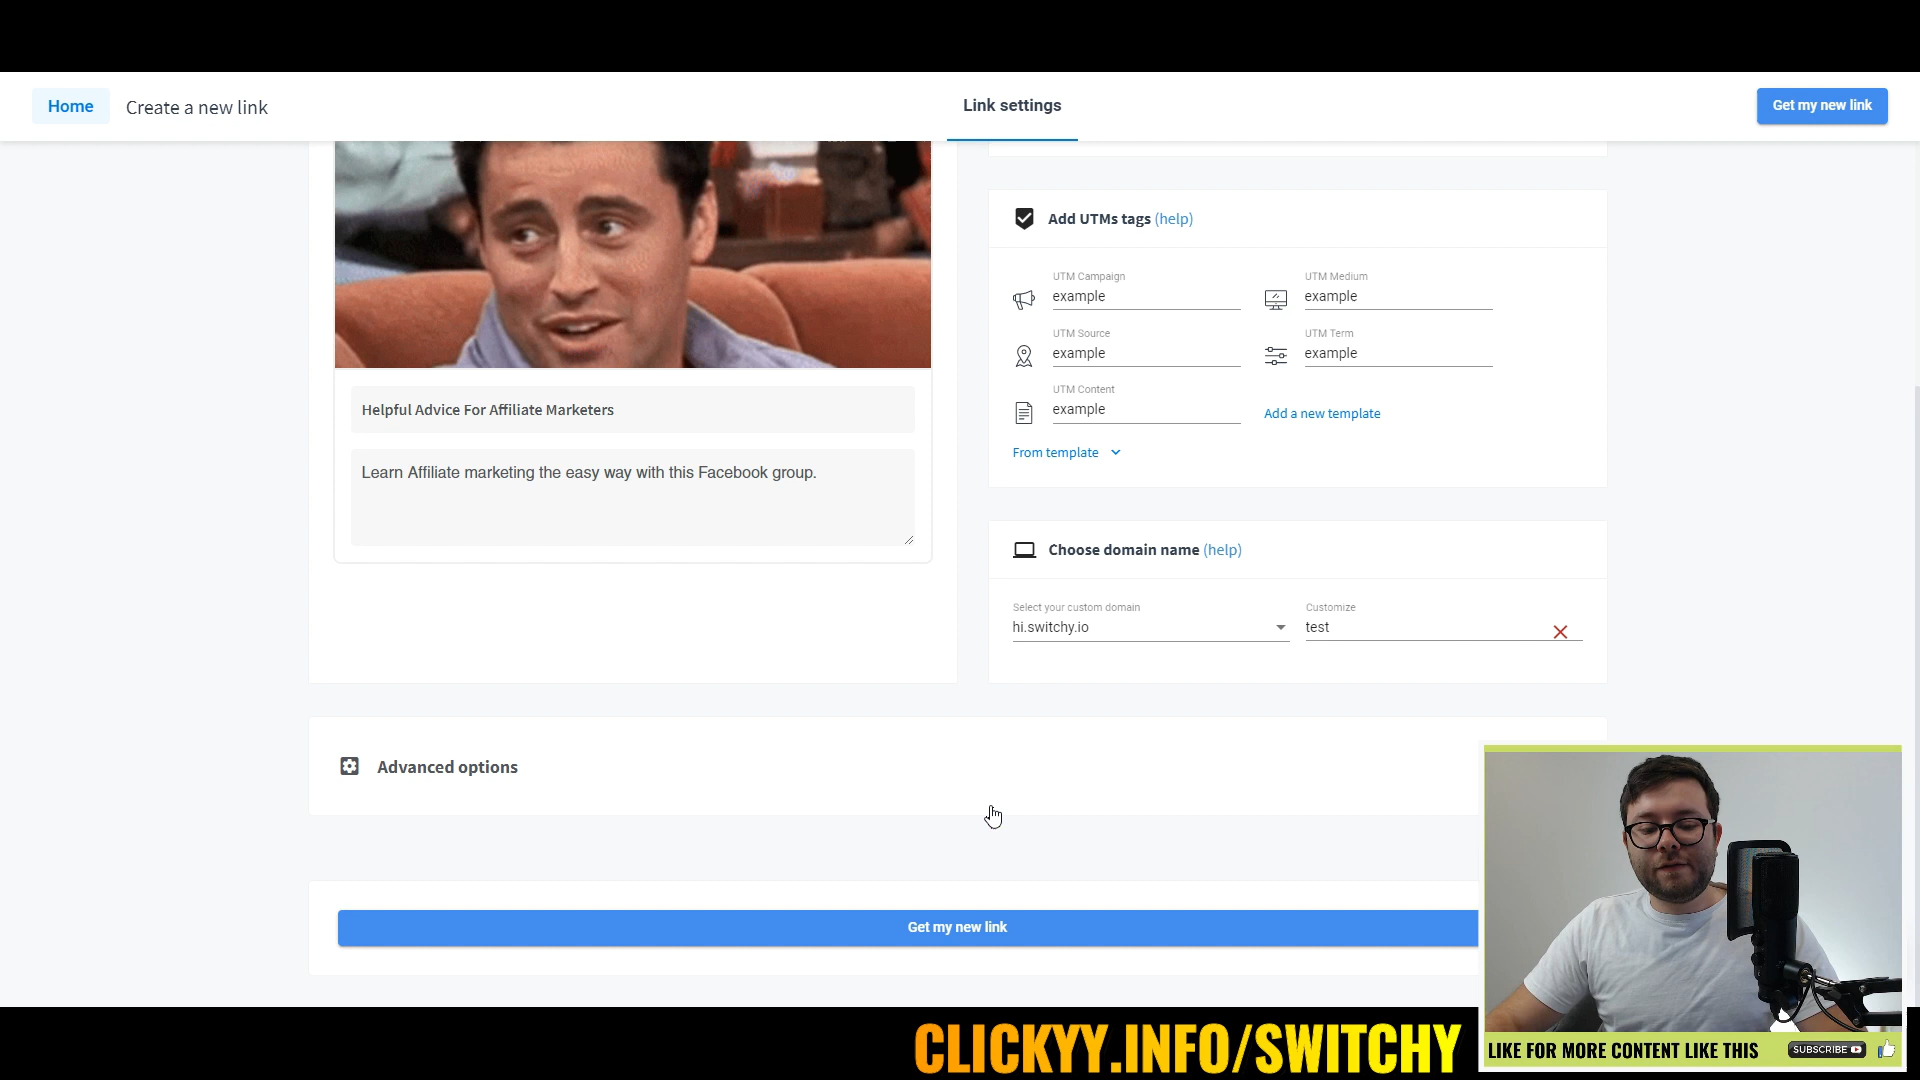 Home
Create a new link
Link settings
Get my new link
Helpful Advice For Affiliate Marketers
Learn Affiliate marketing the easy way with this Facebook group.
Add UTMs tags (help)
UTM Campaign
example
UTM Medium
example
UTM Source
example
UTM Term
example
UTM Content
example
Add a new template
From template
Choose domain name (help)
Select your custom domain
hi.switchy.io
Customize
test
Advanced options
Get my new link
CLICKYY.INFO/SWITCHY
LIKE FOR MORE CONTENT LIKE THIS
SUBSCRIBE